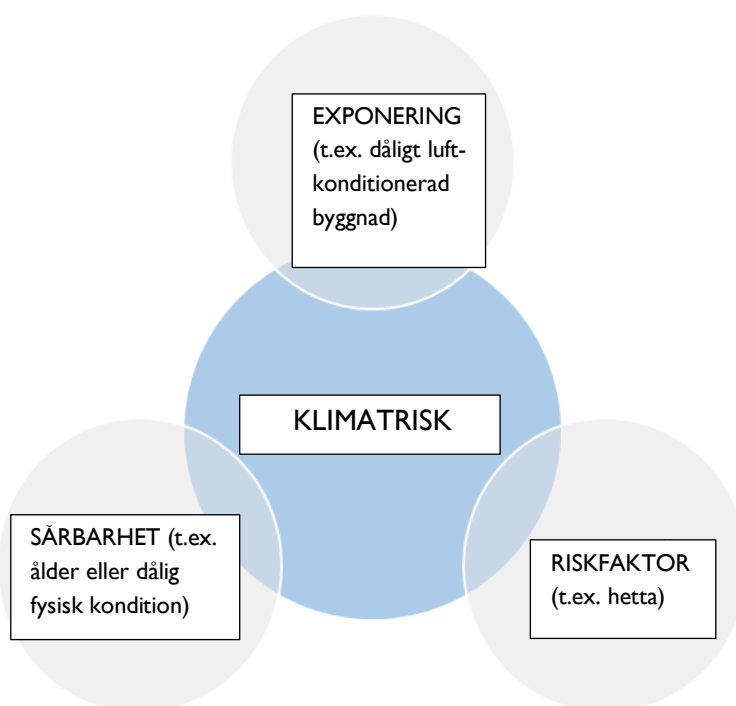 EXPONERING
(t.ex. dåligt luft-
konditionerad
byggnad)
KLIMATRISK
SÅRBARHET (t.ex.
ålder eller dålig
fysisk kondition)
RISKFAKTOR
(t.ex. hetta)